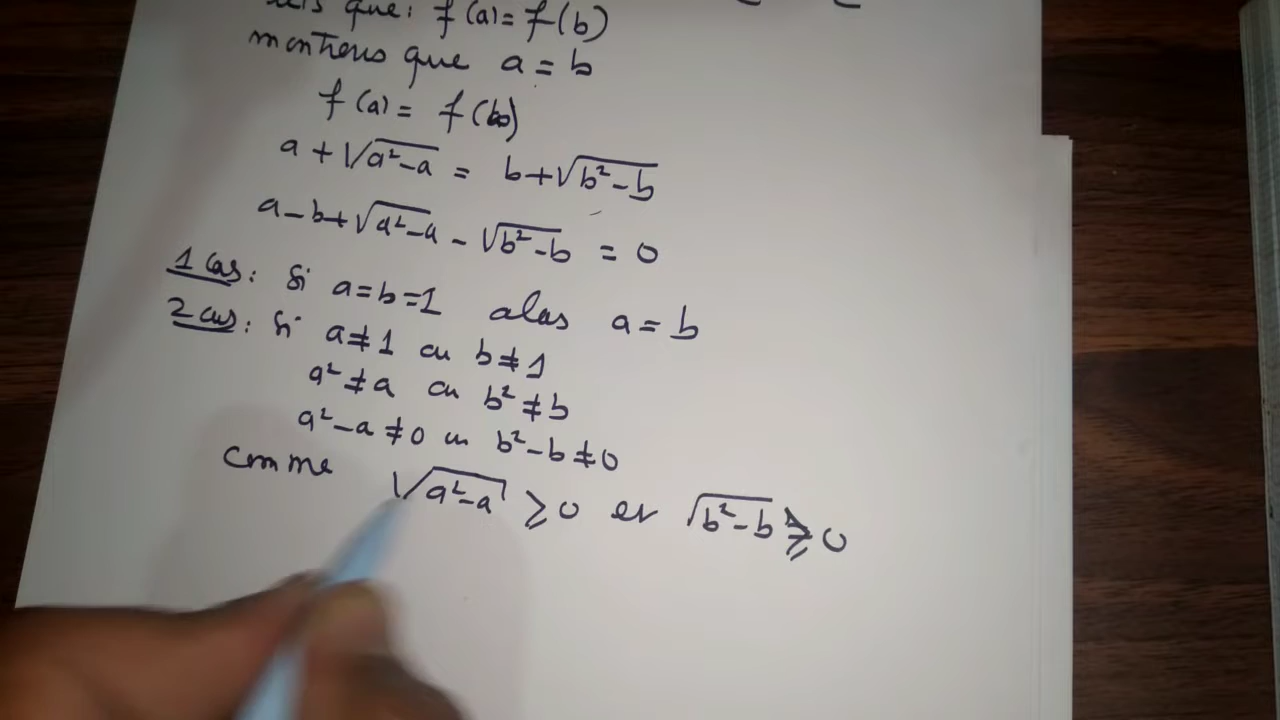 que: f(a) = f(b)
montrons que a = b
f(a) = f(b)
a + √(a² - a) = b + √(b² - b)
a - b + √(a² - a) - √(b² - b) = 0
1 cas: Si a = b = 1 alors a = b
2 cas: Si a ≠ 1 ou b ≠ 1
a² ≠ a ou b² ≠ b
a² - a ≠ 0 ou b² - b ≠ 0
Comme √(a² - a) ⩾ 0 et √(b² - b) ⩾ 0